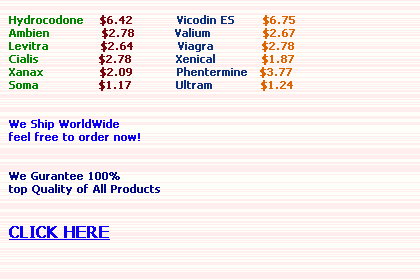 Hydrocodone $6.42 Vicodin ES $6.75
Ambien $2.78 Valium $2.67
Levitra $2.64 Viagra $2.78
Cialis $2.78 Xenical $1.87
Xanax $2.09 Phentermine $3.77
Soma $1.17 Ultram $1.24
We Ship WorldWide
feel free to order now!
We Gurantee 100%
top Quality of All Products
CLICK HERE